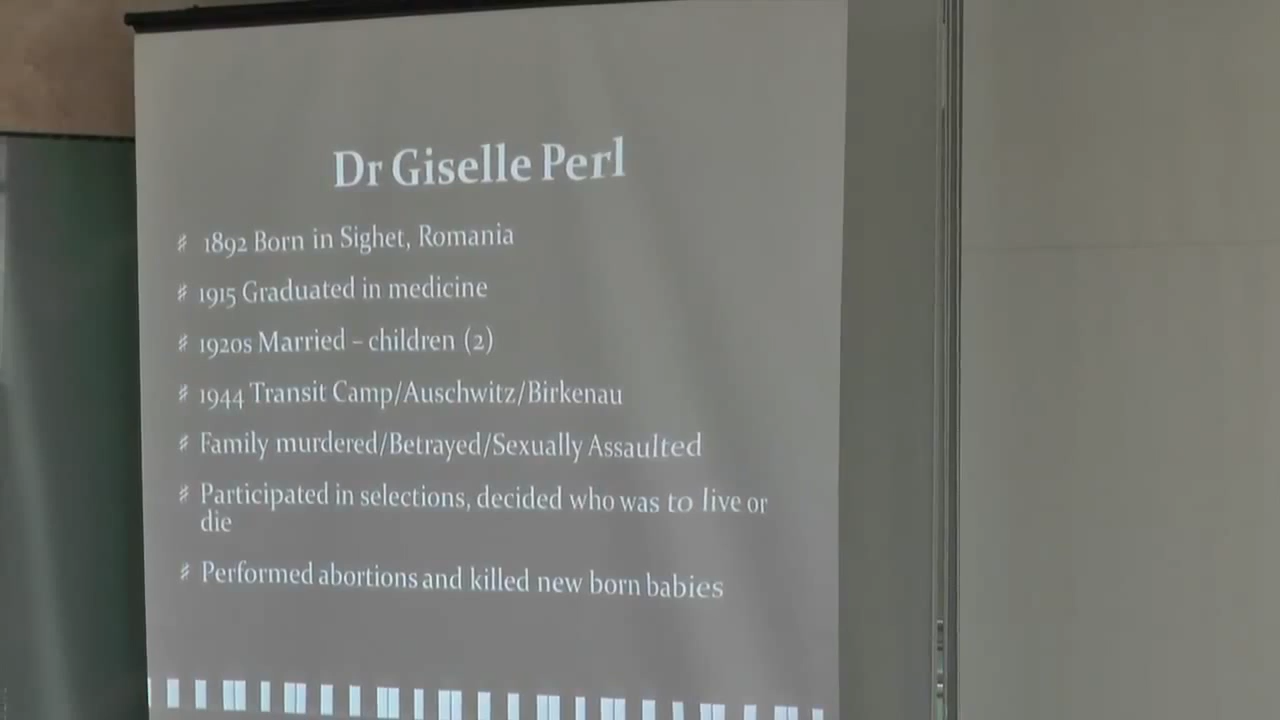 Dr Giselle Perl
1892 Born in Sighet, Romania
1915 Graduated in medicine
1920s Married – children (2)
1944 Transit Camp/Auschwitz/Birkenau
Family murdered/Betrayed/Sexually Assaulted
Participated in selections, decided who was to live or
die
Performed abortions and killed new born babies